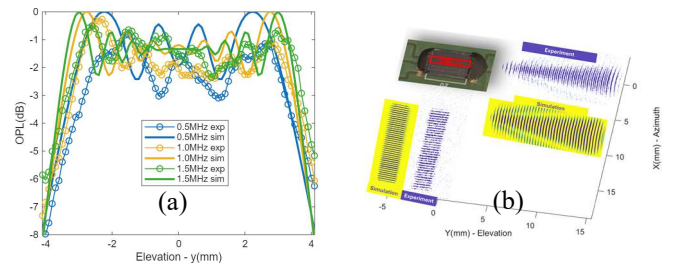 0
-1
-2
-3
-4
-5
-6
-7
-8
OPL(dB)
0.5MHz exp
0.5MHz sim
1.0MHz exp
1.0MHz sim
1.5MHz exp
1.5MHz sim
(a)
-4
-2
0
2
4
Elevation - y(mm)
Experiment
Simulation
Simulation
Experiment
(b)
0
5
10
15
X(mm) - Azimuth
-5
0
5
10
15
Y(mm) - Elevation